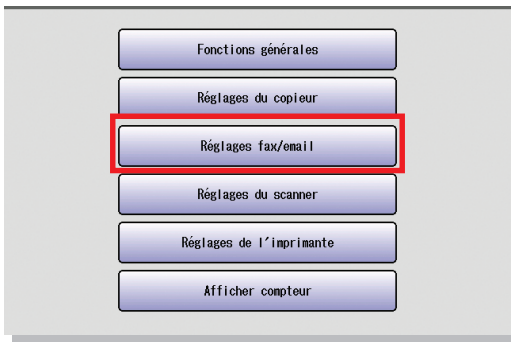 Fonctions générales
Réglages du copieur
Réglages fax/email
Réglages du scanner
Réglages de l'imprimante
Afficher compteur